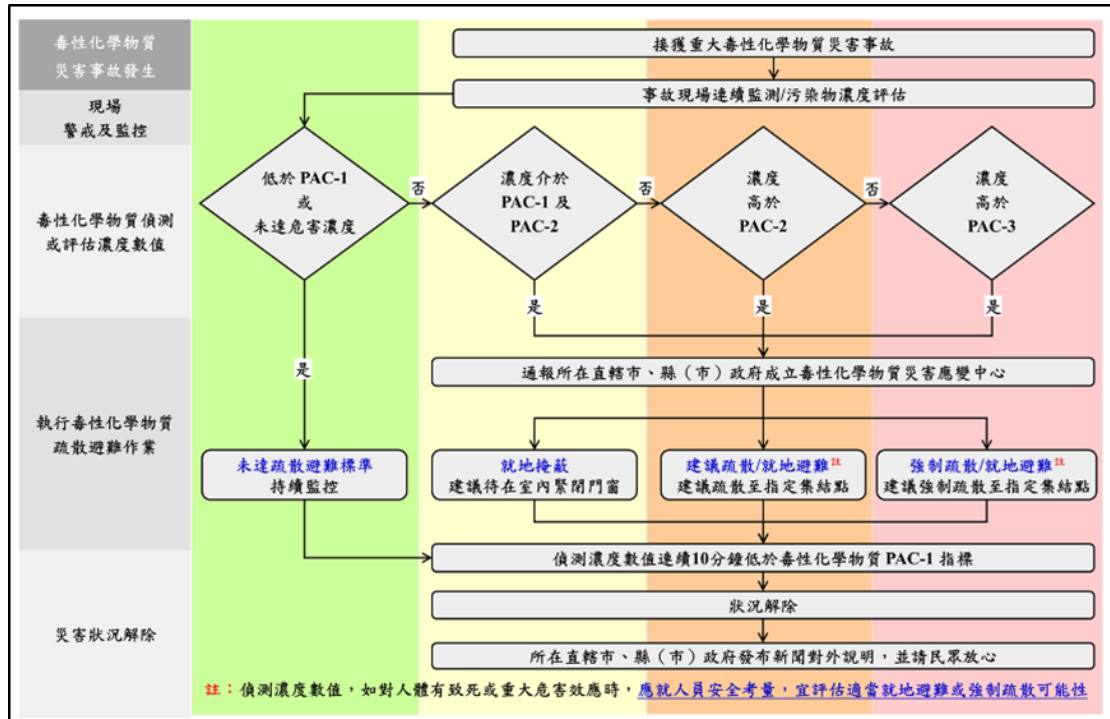 毒性化學物質
災害事故發生
接獲重大毒性化學物質災害事故
事故現場連續監測/污染物濃度評估
現場
警戒及監控
毒性化學物質偵測
或評估濃度數值
低於 PAC-1
或
未達危害濃度
否
濃度介於
PAC-1 及
PAC-2
否
濃度
高於
PAC-2
否
濃度
高於
PAC-3
是
是
是
是
通報所在直轄市、縣（市）政府成立毒性化學物質災害應變中心
執行毒性化學物質
疏散避難作業
未達疏散避難標準
持續監控
就地掩蔽
建議待在室內緊閉門窗
建議疏散/就地避難註
建議疏散至指定集結點
強制疏散/就地避難註
建議強制疏散至指定集結點
偵測濃度數值連續10分鐘低於毒性化學物質 PAC-1 指標
災害狀況解除
狀況解除
所在直轄市、縣（市）政府發布新聞對外說明，並請民眾放心
註：偵測濃度數值，如對人體有致死或重大危害效應時，應就人員安全考量，宜評估適當就地避難或強制疏散可能性